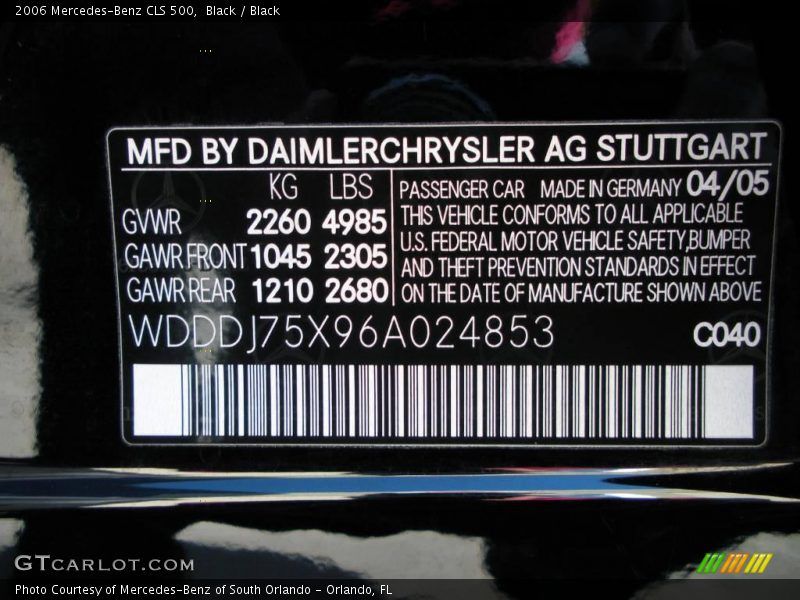 2006 Mercedes-Benz CLS 500,  Black / Black
MFD BY DAIMLERCHRYSLER AG STUTTGART
KG LBS
GVWR 2260 4985
GAWR FRONT 1045 2305
GAWR REAR 1210 2680
PASSENGER CAR MADE IN GERMANY 04/05
THIS VEHICLE CONFORMS TO ALL APPLICABLE
U.S. FEDERAL MOTOR VEHICLE SAFETY,BUMPER
AND THEFT PREVENTION STANDARDS IN EFFECT
ON THE DATE OF MANUFACTURE SHOWN ABOVE
WDDDJ75X96A024853 C040
GTCARLOT.COM
Photo Courtesy of Mercedes-Benz of South Orlando - Orlando, FL